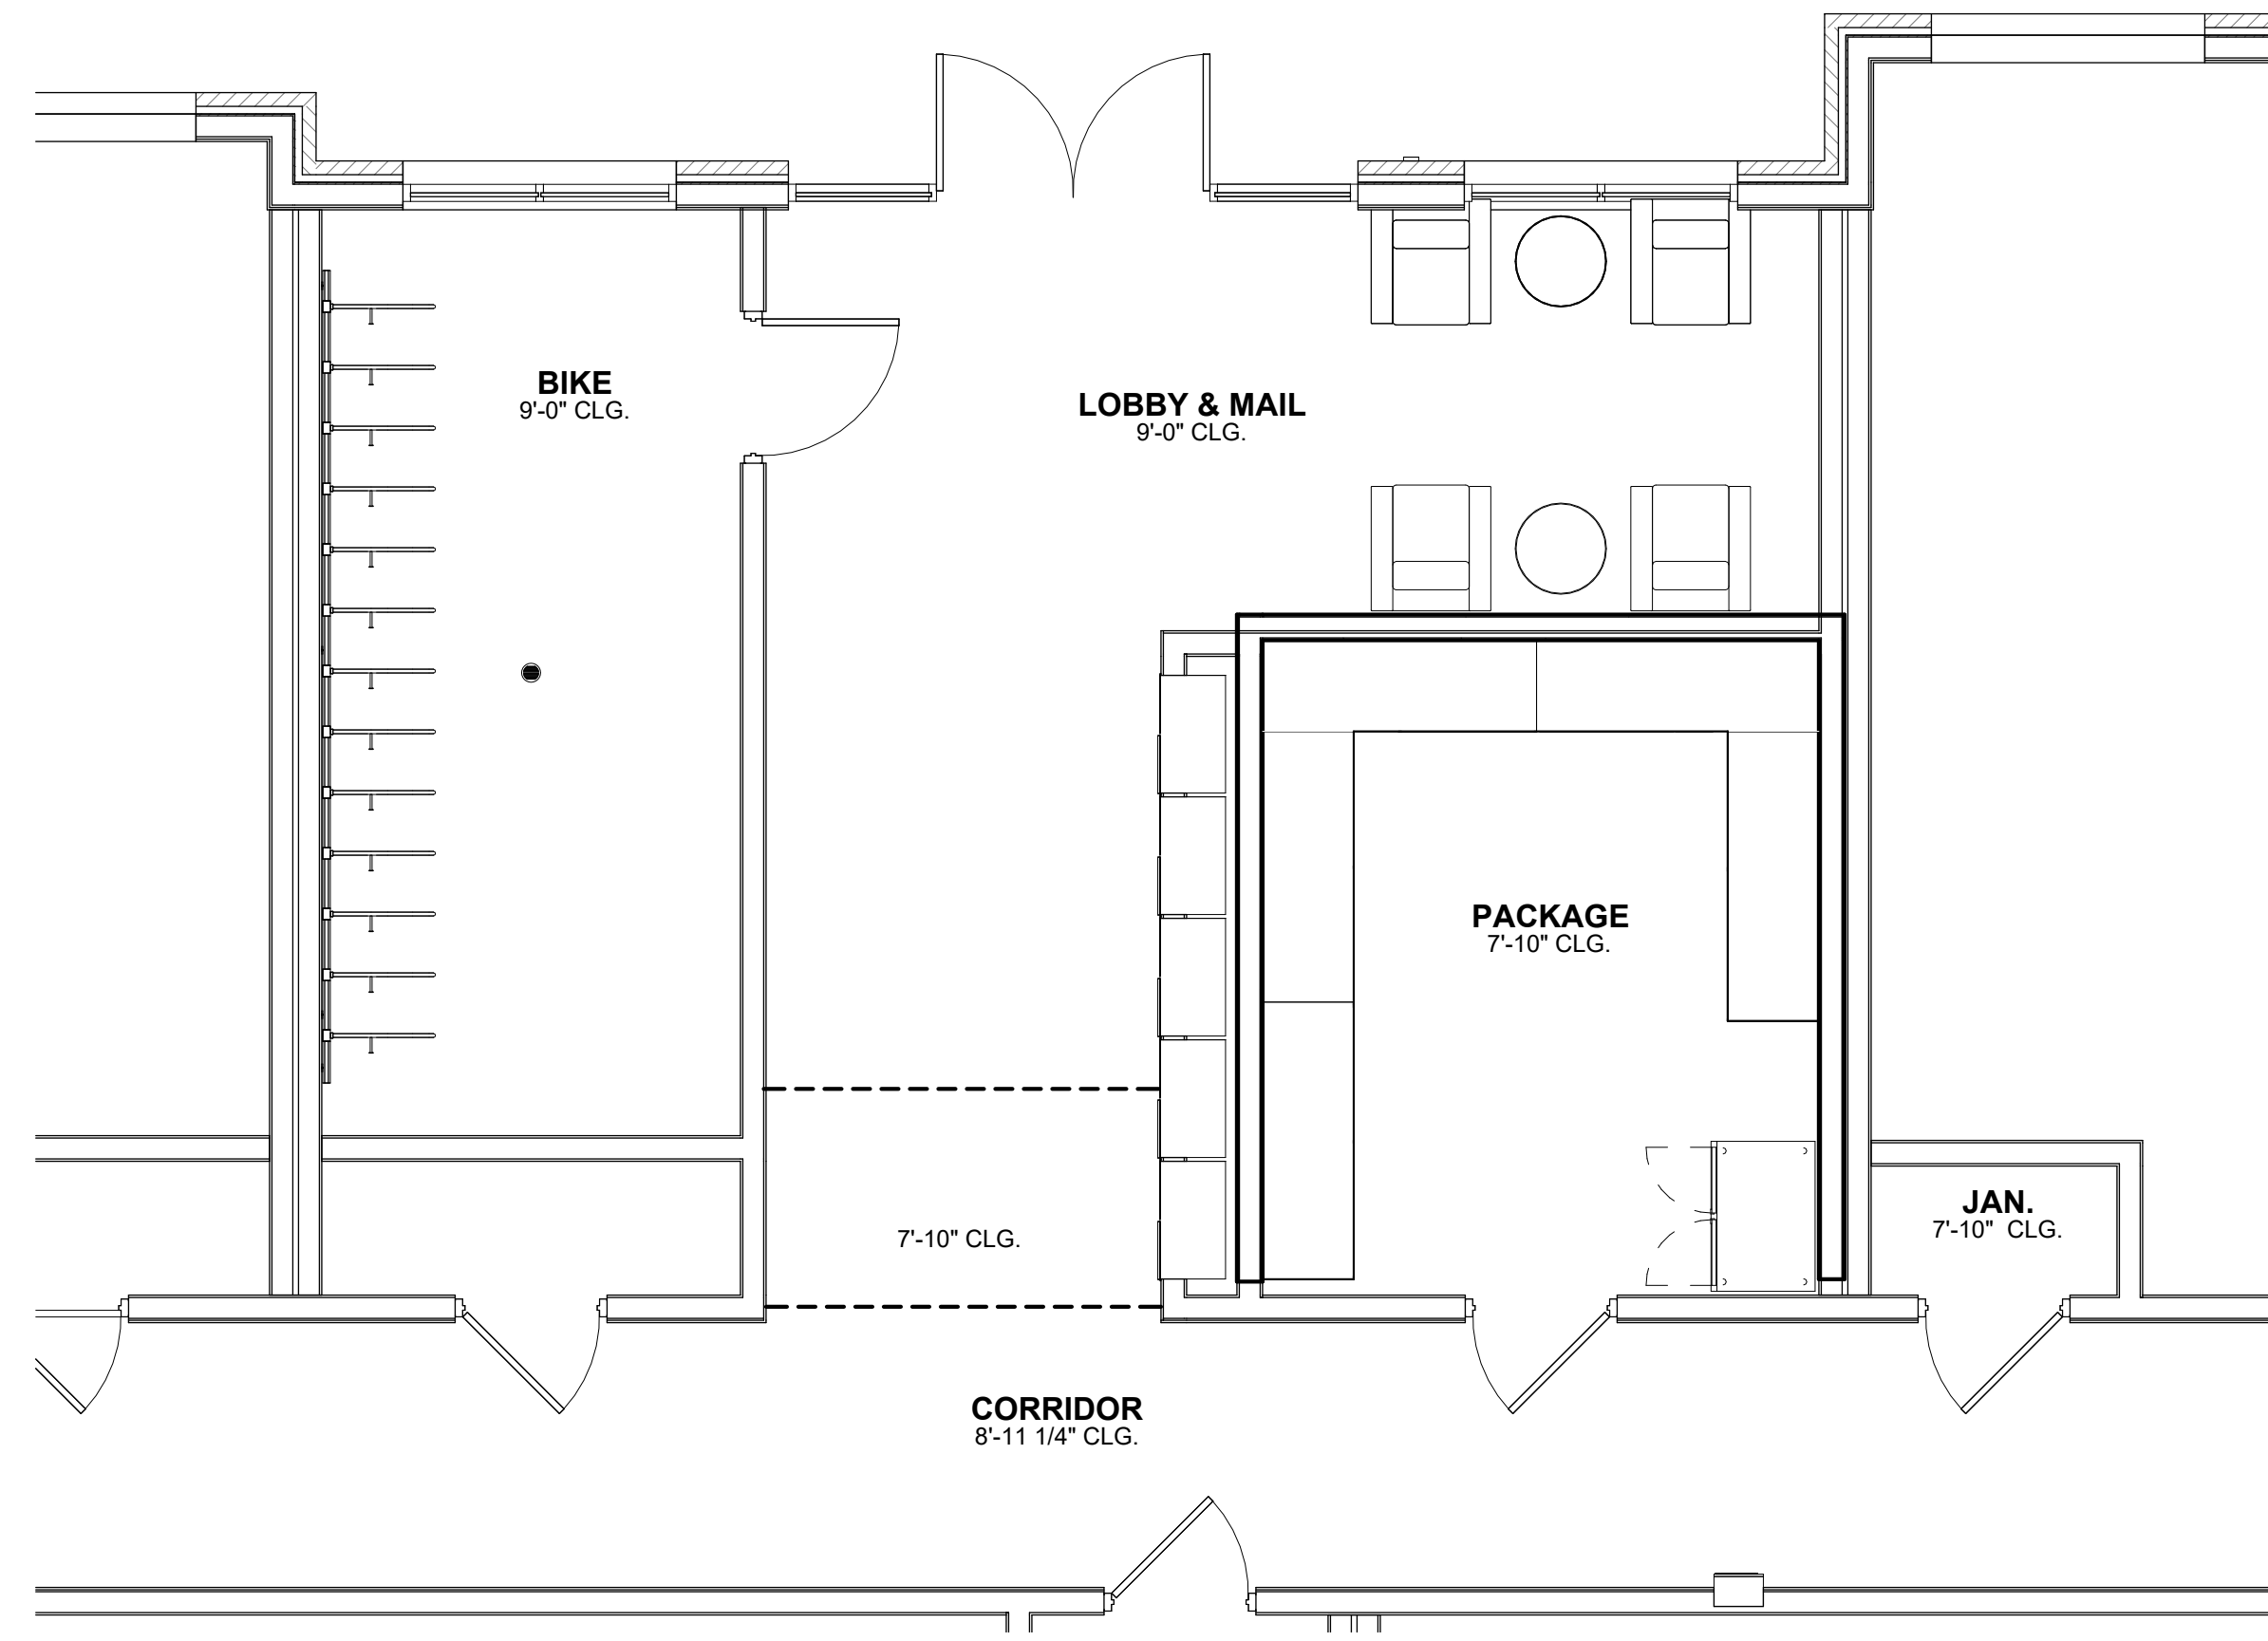 BIKE
9'-0" CLG.
LOBBY & MAIL
9'-0" CLG.
PACKAGE
7'-10" CLG.
JAN.
7'-10" CLG.
7'-10" CLG.
CORRIDOR
8'-11 1/4" CLG.